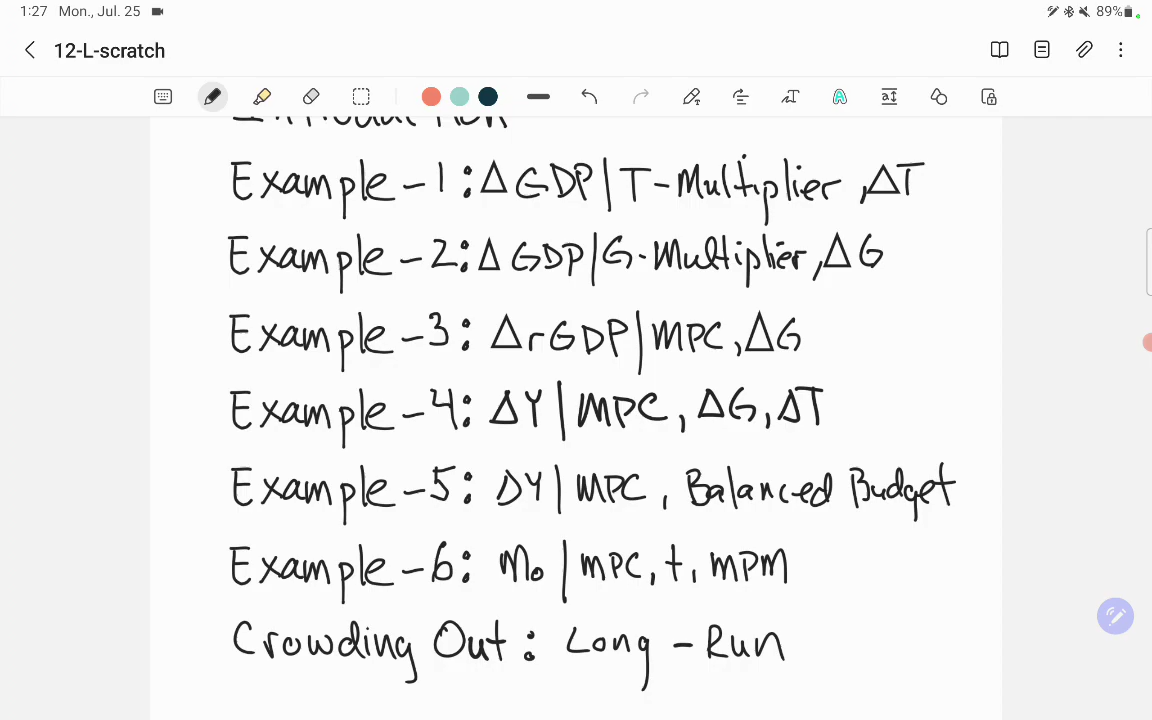 1:27 Mon., Jul. 25 89%
12-L-scratch
Introduction
Example-1: ΔGDP|T-Multiplier, ΔT
Example-2: ΔGDP|G-Multiplier, ΔG
Example-3: ΔrGDP|MPC, ΔG
Example-4: ΔY|MPC, ΔG, ΔT
Example-5: DY|MPC, Balanced Budget
Example-6: Mo|mpc, t, mpm
Crowding Out: Long-Run